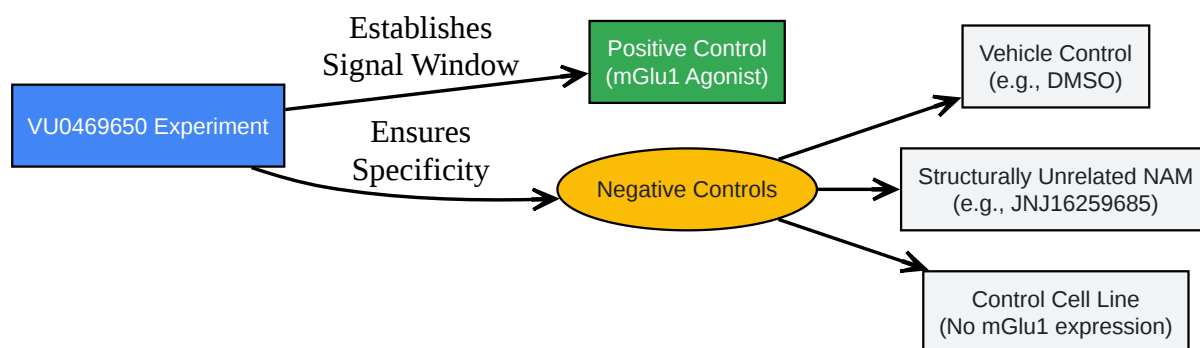 Establishes
Signal Window
Positive Control
(mGlu1 Agonist)
Vehicle Control
(e.g., DMSO)
VU0469650 Experiment
Ensures
Specificity
Negative Controls
Structurally Unrelated NAM
(e.g., JNJ16259685)
Control Cell Line
(No mGlu1 expression)